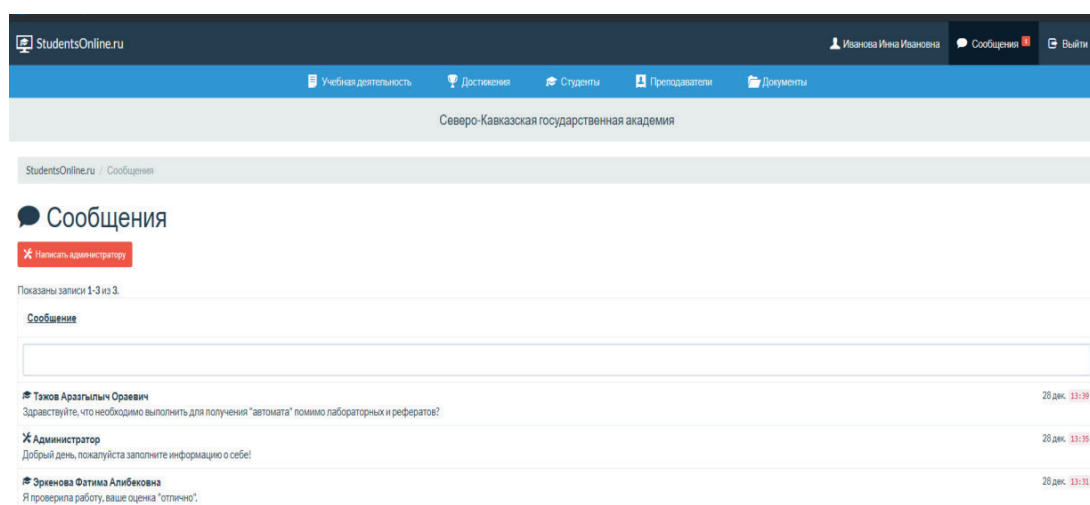 StudentsOnline.ru Иванова Инна Ивановна Сообщения Выйти
Учебная деятельность Достижения Студенты Преподаватели Документы
Северо-Кавказская государственная академия
StudentsOnline.ru / Сообщения
Сообщения
Написать администратору
Показаны записи 1-3 из 3.
Сообщение
Тэжов Аразгылыч Ораевич 28 дек. 13:39
Здравствуйте, что необходимо выполнить для получения "автомата" помимо лабораторных и рефератов?
Администратор 28 дек. 13:35
Добрый день, пожалуйста заполните информацию о себе!
Эркенова Фатима Алибековна 28 дек. 13:31
Я проверила работу, ваше оценка "отлично".